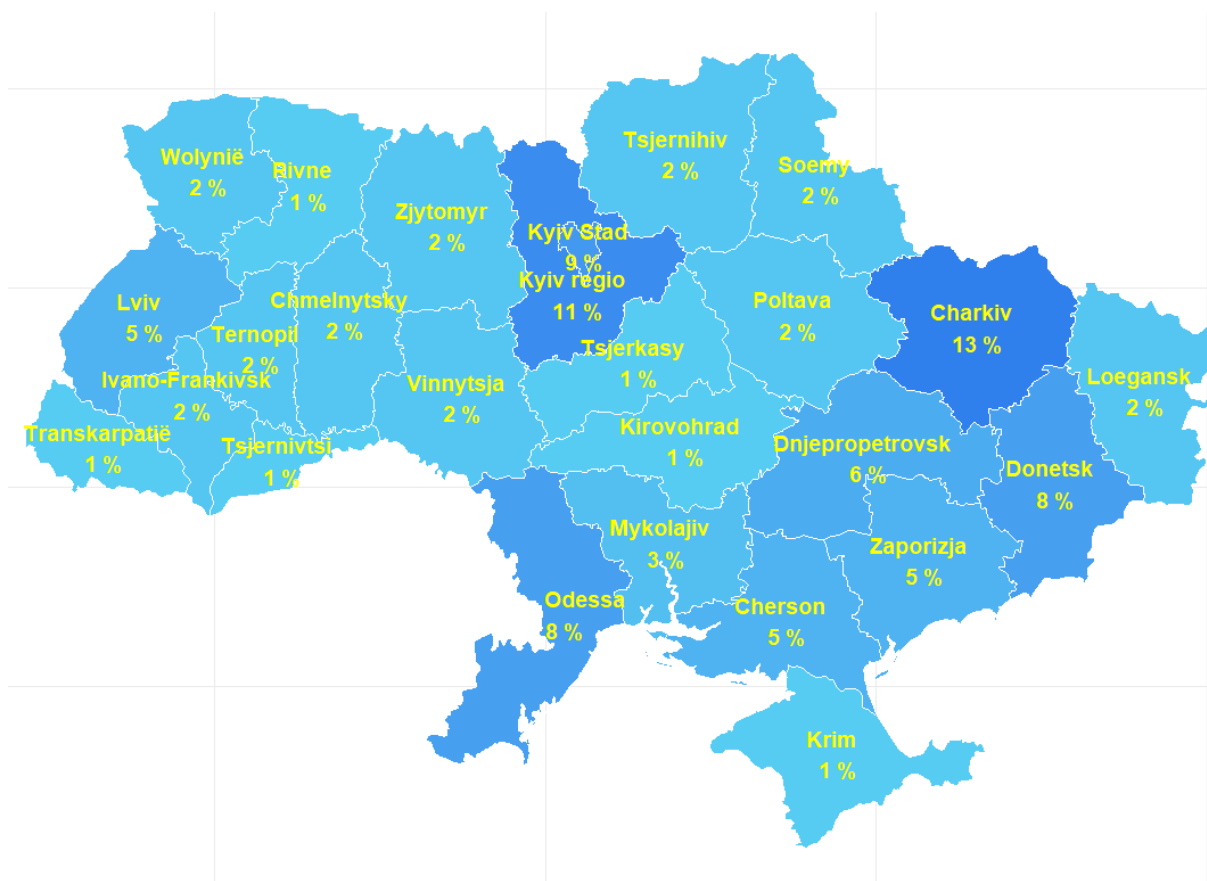 Tsjernihiv
2 %
Wolynië
2 %
Rivne
1 %
Soemy
2 %
Zjytomyr
2 %
Kyiv Stad
9 %
Kyiv regio
11 %
Lviv
5 %
Chmelnytsky
2 %
Poltava
2 %
Charkiv
13 %
Ternopil
2 %
Tsjerkasy
1 %
Ivano-Frankivsk
2 %
Vinnytsja
2 %
Loegansk
2 %
Transkarpatië
1 %
Tsjernivtsi
1 %
Kirovohrad
1 %
Dnjepropetrovsk
6 %
Donetsk
8 %
Mykolajiv
3 %
Zaporizja
5 %
Odessa
8 %
Cherson
5 %
Krim
1 %